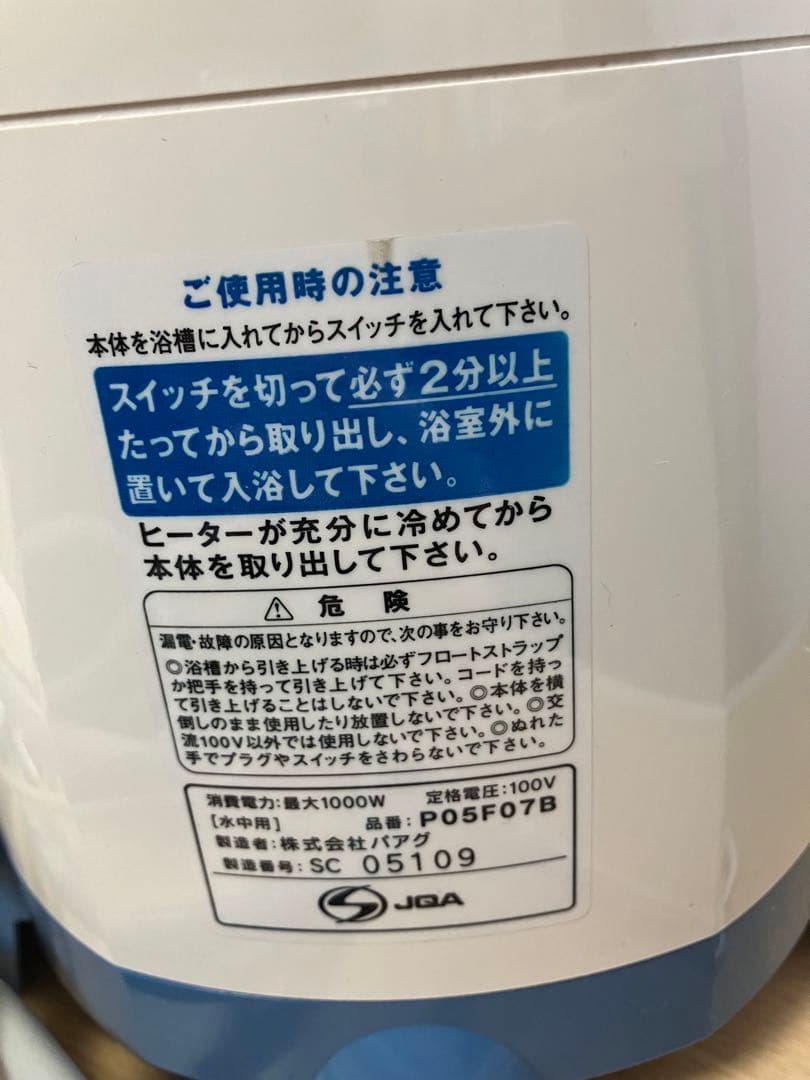 ご使用時の注意
本体を浴槽に入れてからスイッチを入れて下さい。
スイッチを切って必ず2分以上
たってから取り出し、浴室外に
置いて入浴して下さい。
ヒーターが充分に冷めてから
本体を取り出して下さい。
⚠ 危 険
漏電・故障の原因となりますので、次の事をお守り下さい。
◎浴槽から引き上げる時は必ずフロートストラップ
か把手を持って引き上げて下さい。コードを持っ
て引き上げることはしないで下さい。◎本体を横
倒しのまま使用したり放置しないで下さい。◎交
流100V以外では使用しないで下さい。◎ぬれた
手でプラグやスイッチをさわらないで下さい。
消費電力:最大1000W 定格電圧:100V
[水中用] 品番:P05F07B
製造者:株式会社パアグ
製造番号:SC 05109
JQA